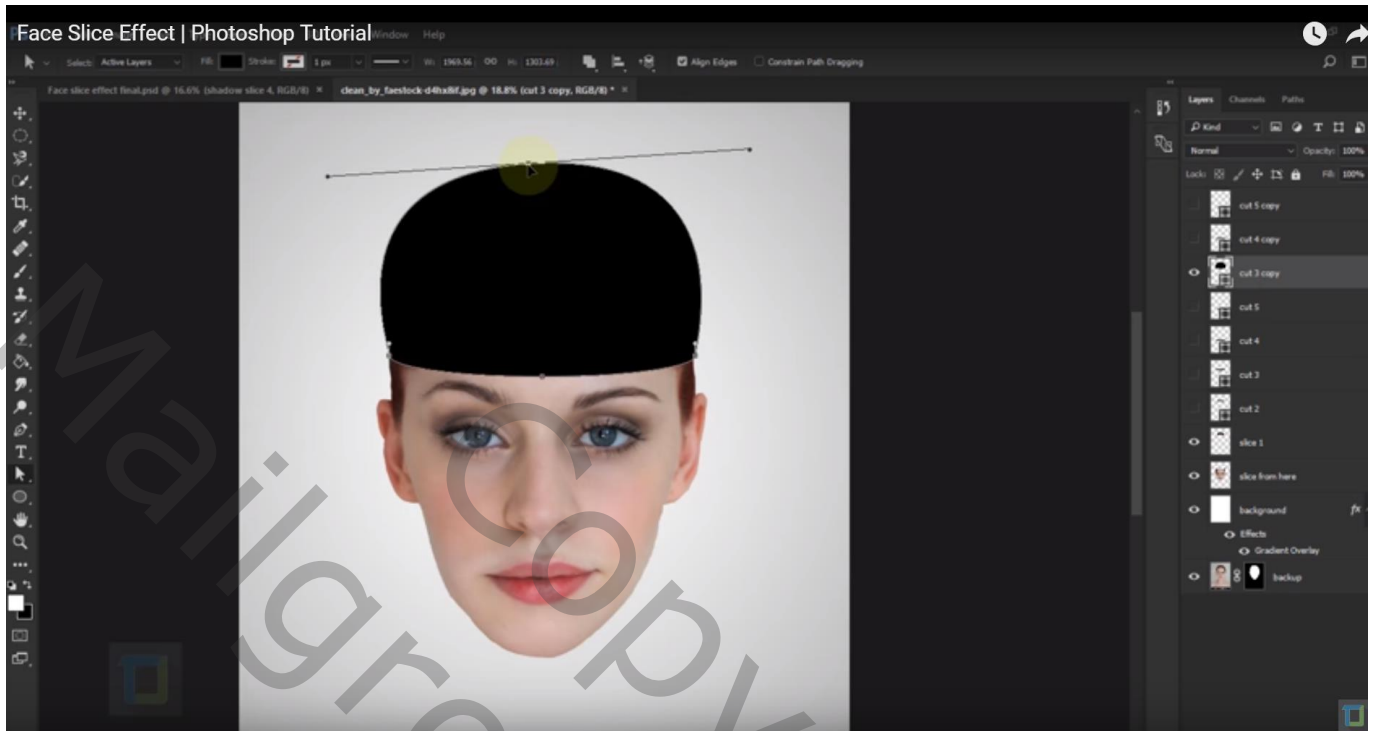 Face Slice Effect | Photoshop Tutorial
Window Help
Select: Active Layers Fill: Stroke: 1 px W: 1969.56 H: 1303.69 Align Edges Constrain Path Dragging
Face slice effect final.psd @ 16.6% (shadow slice 4, RGB/8) ×
clean_by_faestock-d4hx8if.jpg @ 18.8% (cut 3 copy, RGB/8) * ×
Layers Channels Paths
Kind
Normal Opacity: 100%
Lock: Fill: 100%
cut 5 copy
cut 4 copy
cut 3 copy
cut 5
cut 4
cut 3
cut 2
slice 1
slice from here
background fx
Effects
Gradient Overlay
backup
Copy